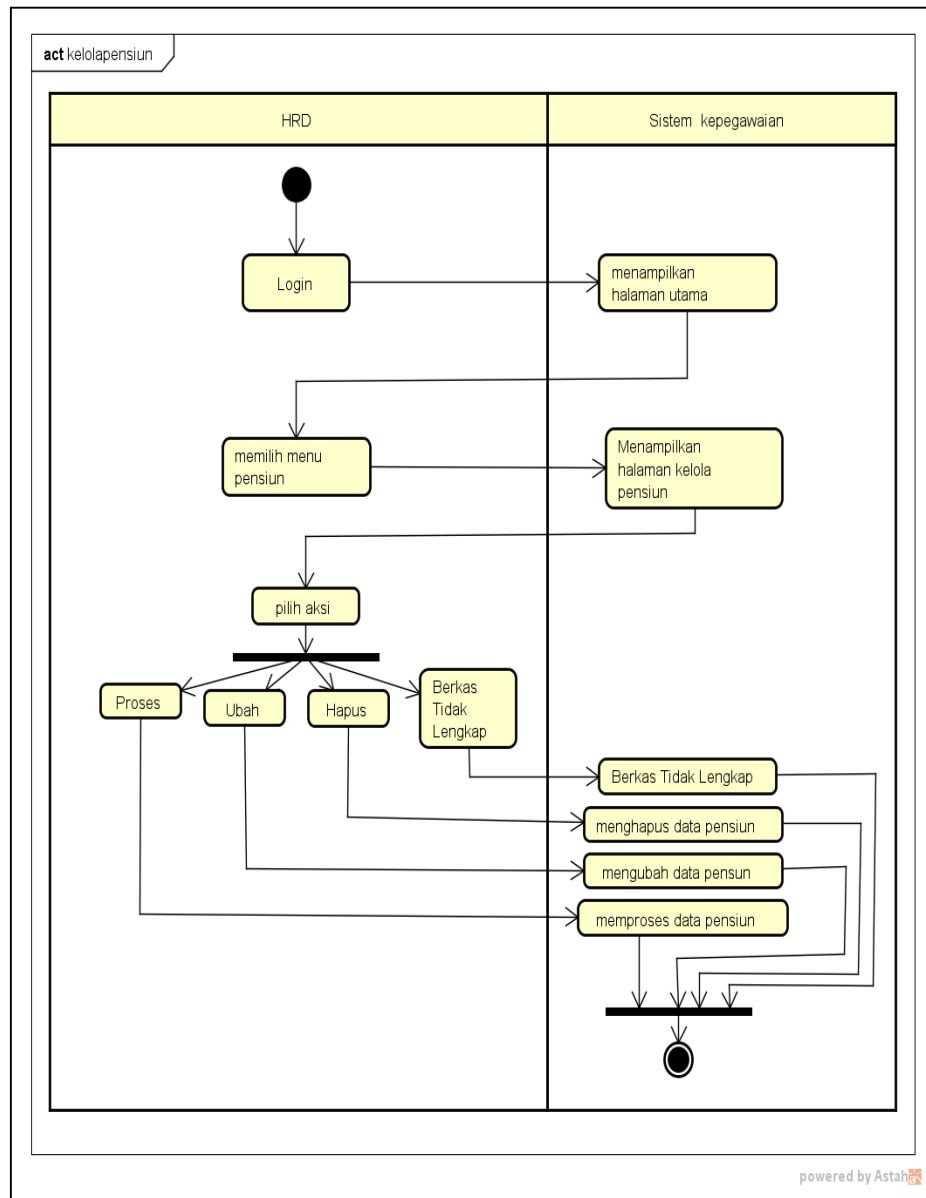 act kelolapensiun
HRD
Sistem kepegawaian
Login
menampilkan
halaman utama
memilih menu
pensiun
Menampilkan
halaman kelola
pensiun
pilih aksi
Proses
Ubah
Hapus
Berkas
Tidak
Lengkap
Berkas Tidak Lengkap
menghapus data pensiun
mengubah data pensun
memproses data pensiun
powered by Astah